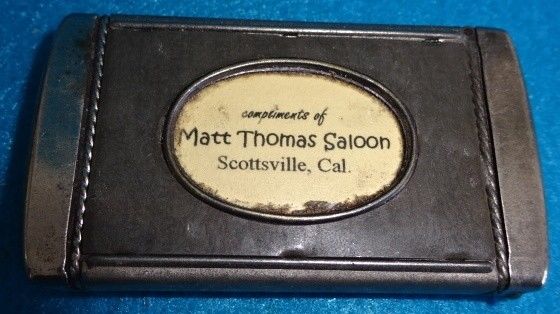 compliments of
Matt Thomas Saloon
Scottsville, Cal.